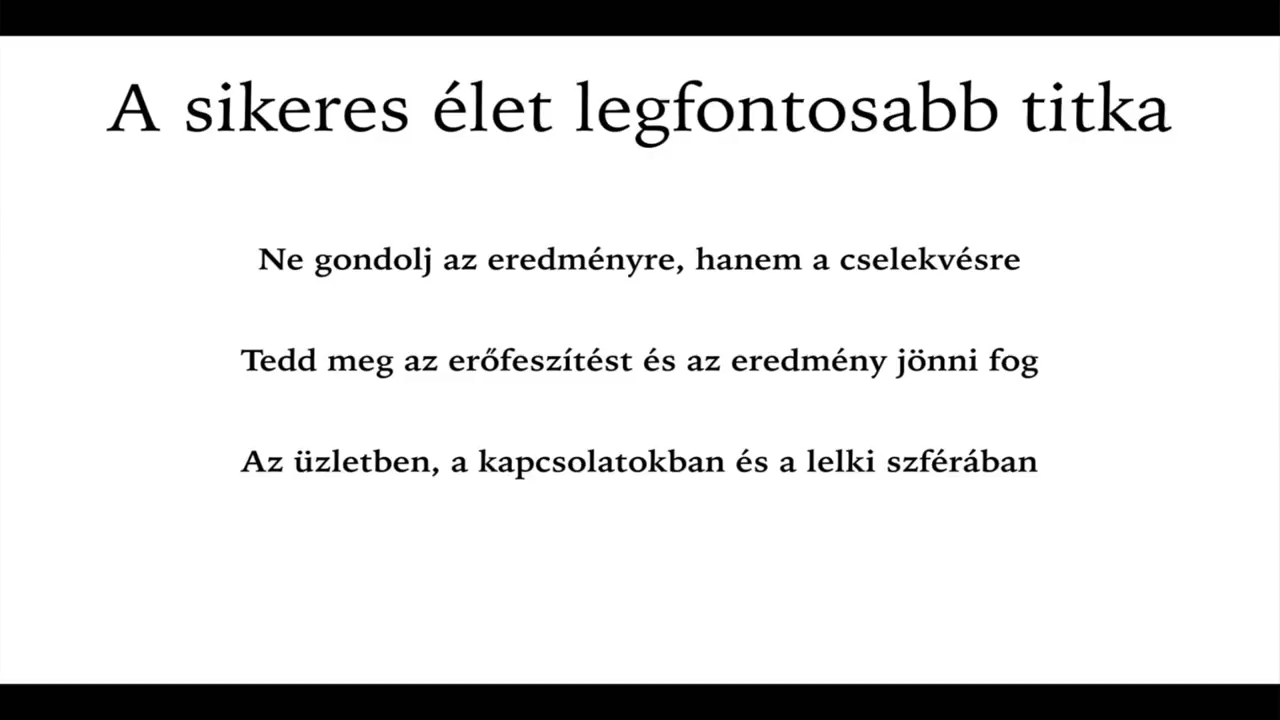 A sikeres élet legfontosabb titka
Ne gondolj az eredményre, hanem a cselekvésre
Tedd meg az erőfeszítést és az eredmény jönni fog
Az üzletben, a kapcsolatokban és a lelki szférában